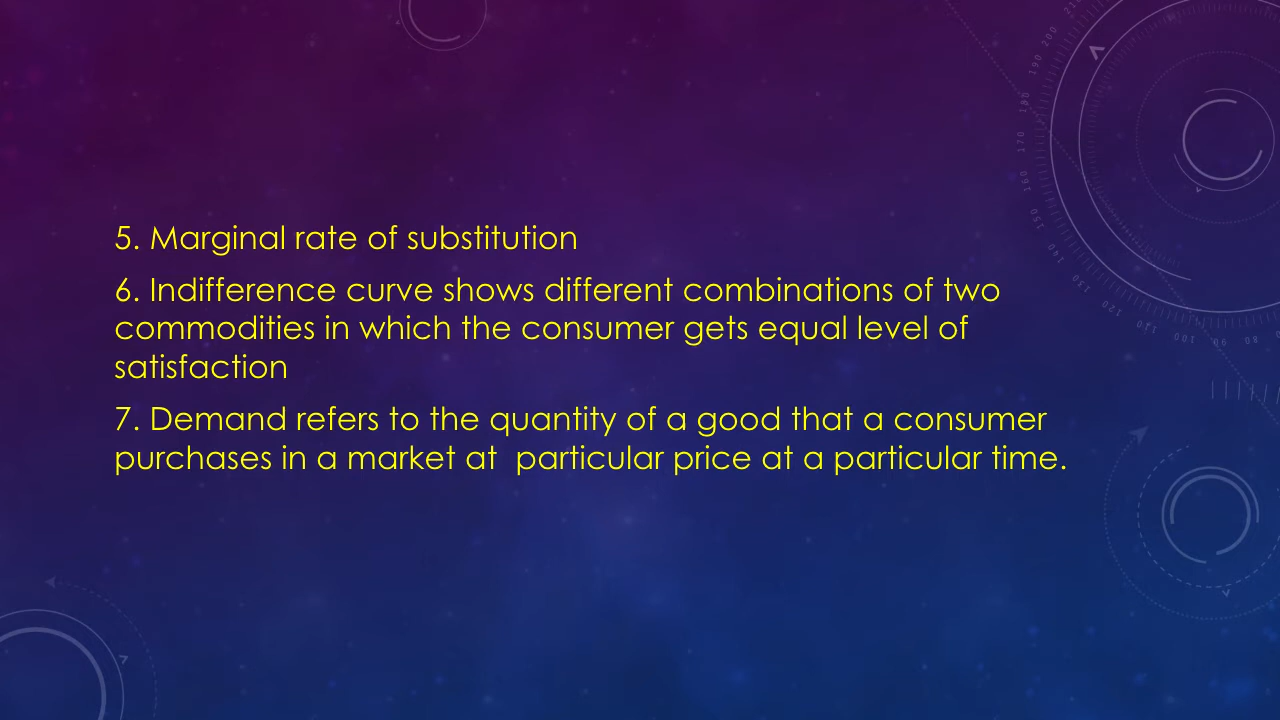 5. Marginal rate of substitution
6. Indifference curve shows different combinations of two
commodities in which the consumer gets equal level of
satisfaction
7. Demand refers to the quantity of a good that a consumer
purchases in a market at  particular price at a particular time.